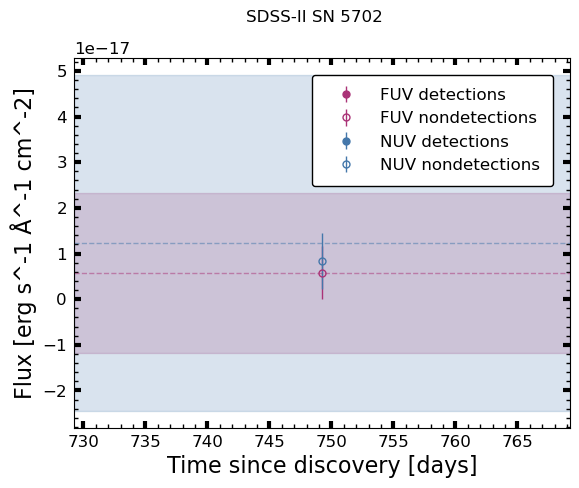 SDSS-II SN 5702
1e−17
5
4
3
2
1
0
−1
−2
Flux [erg s^-1 Å^-1 cm^-2]
FUV detections
FUV nondetections
NUV detections
NUV nondetections
730 735 740 745 750 755 760 765
Time since discovery [days]